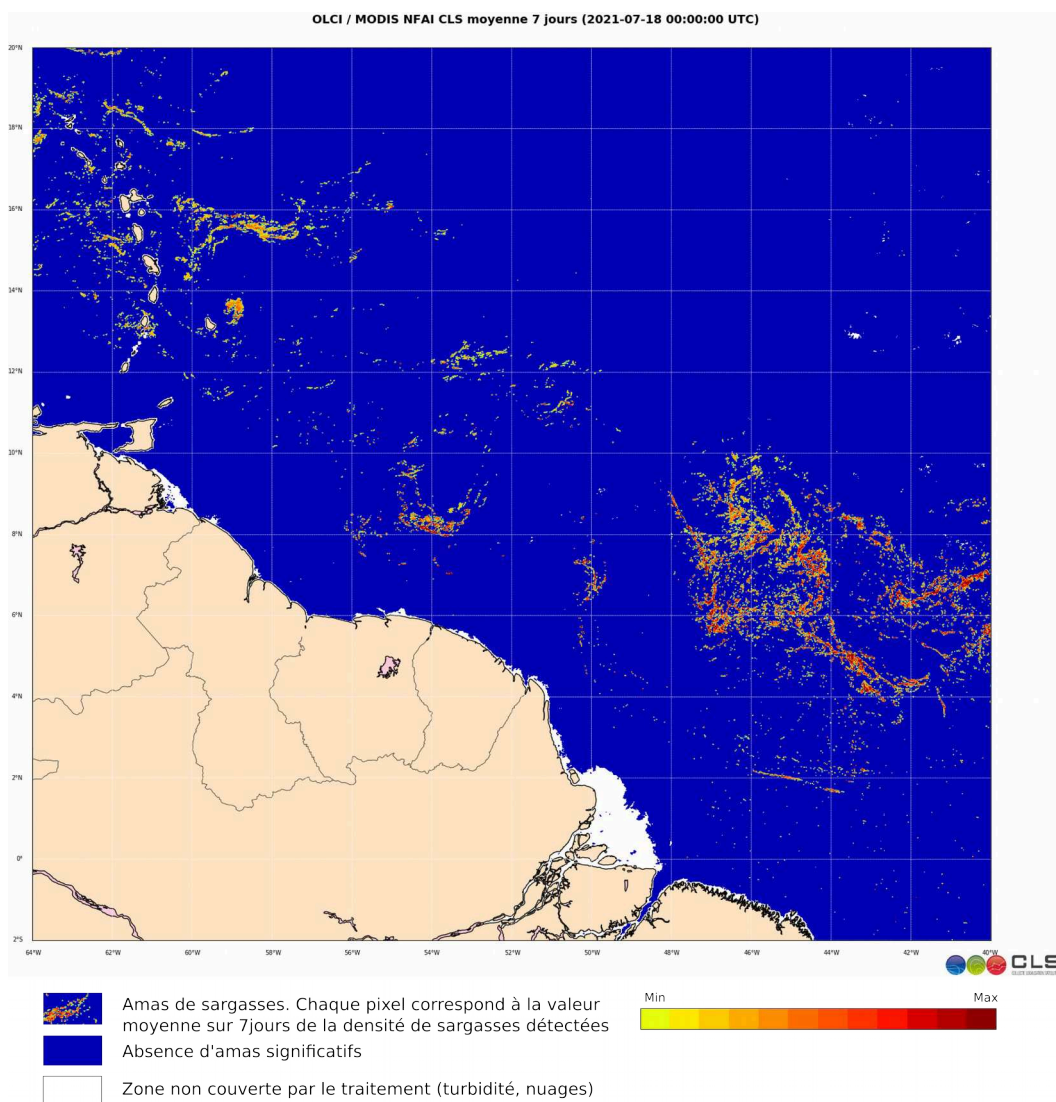 OLCI / MODIS NFAI CLS moyenne 7 jours (2021-07-18 00:00:00 UTC)
20°N
18°N
16°N
14°N
12°N
10°N
8°N
6°N
4°N
2°N
0°
2°S
64°W 62°W 60°W 58°W 56°W 54°W 52°W 50°W 48°W 46°W 44°W 42°W 40°W
CLS
Amas de sargasses. Chaque pixel correspond à la valeur
moyenne sur 7jours de la densité de sargasses détectées
Min Max
Absence d'amas significatifs
Zone non couverte par le traitement (turbidité, nuages)